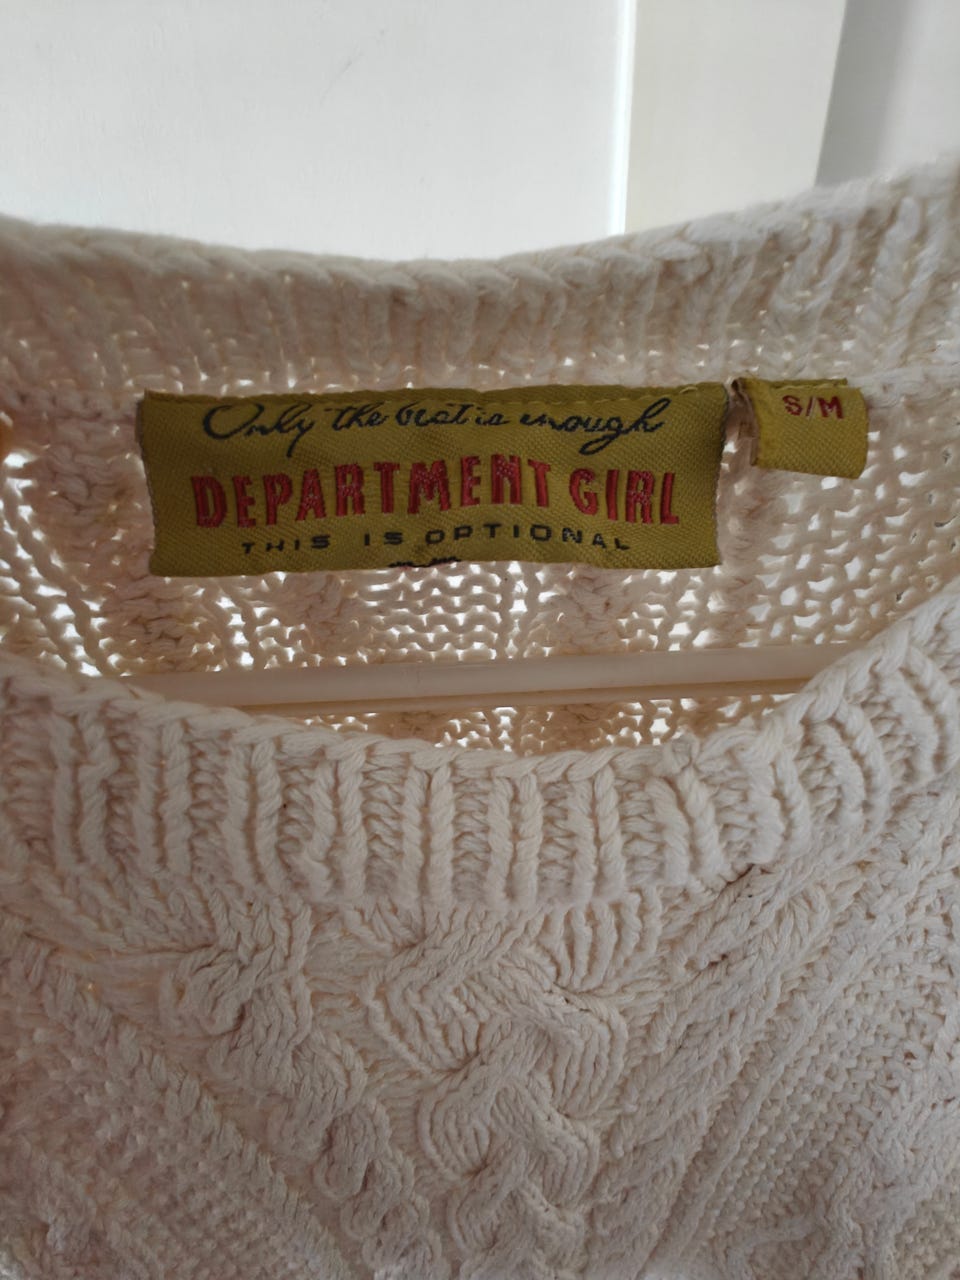 Only the best is enough
DEPARTMENT GIRL
THIS IS OPTIONAL
S/M